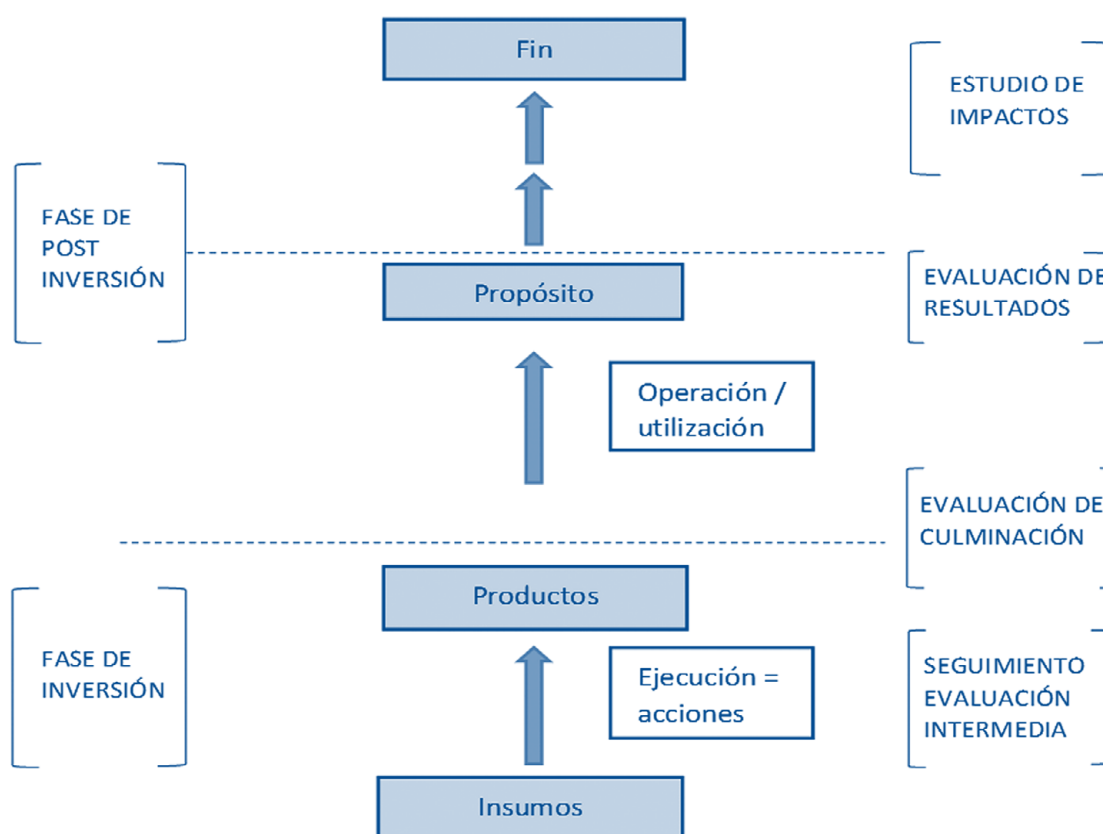 Fin
ESTUDIO DE
IMPACTOS
FASE DE
POST
INVERSIÓN
Propósito
EVALUACIÓN DE
RESULTADOS
Operación /
utilización
EVALUACIÓN DE
CULMINACIÓN
Productos
FASE DE
INVERSIÓN
Ejecución =
acciones
SEGUIMIENTO
EVALUACIÓN
INTERMEDIA
Insumos